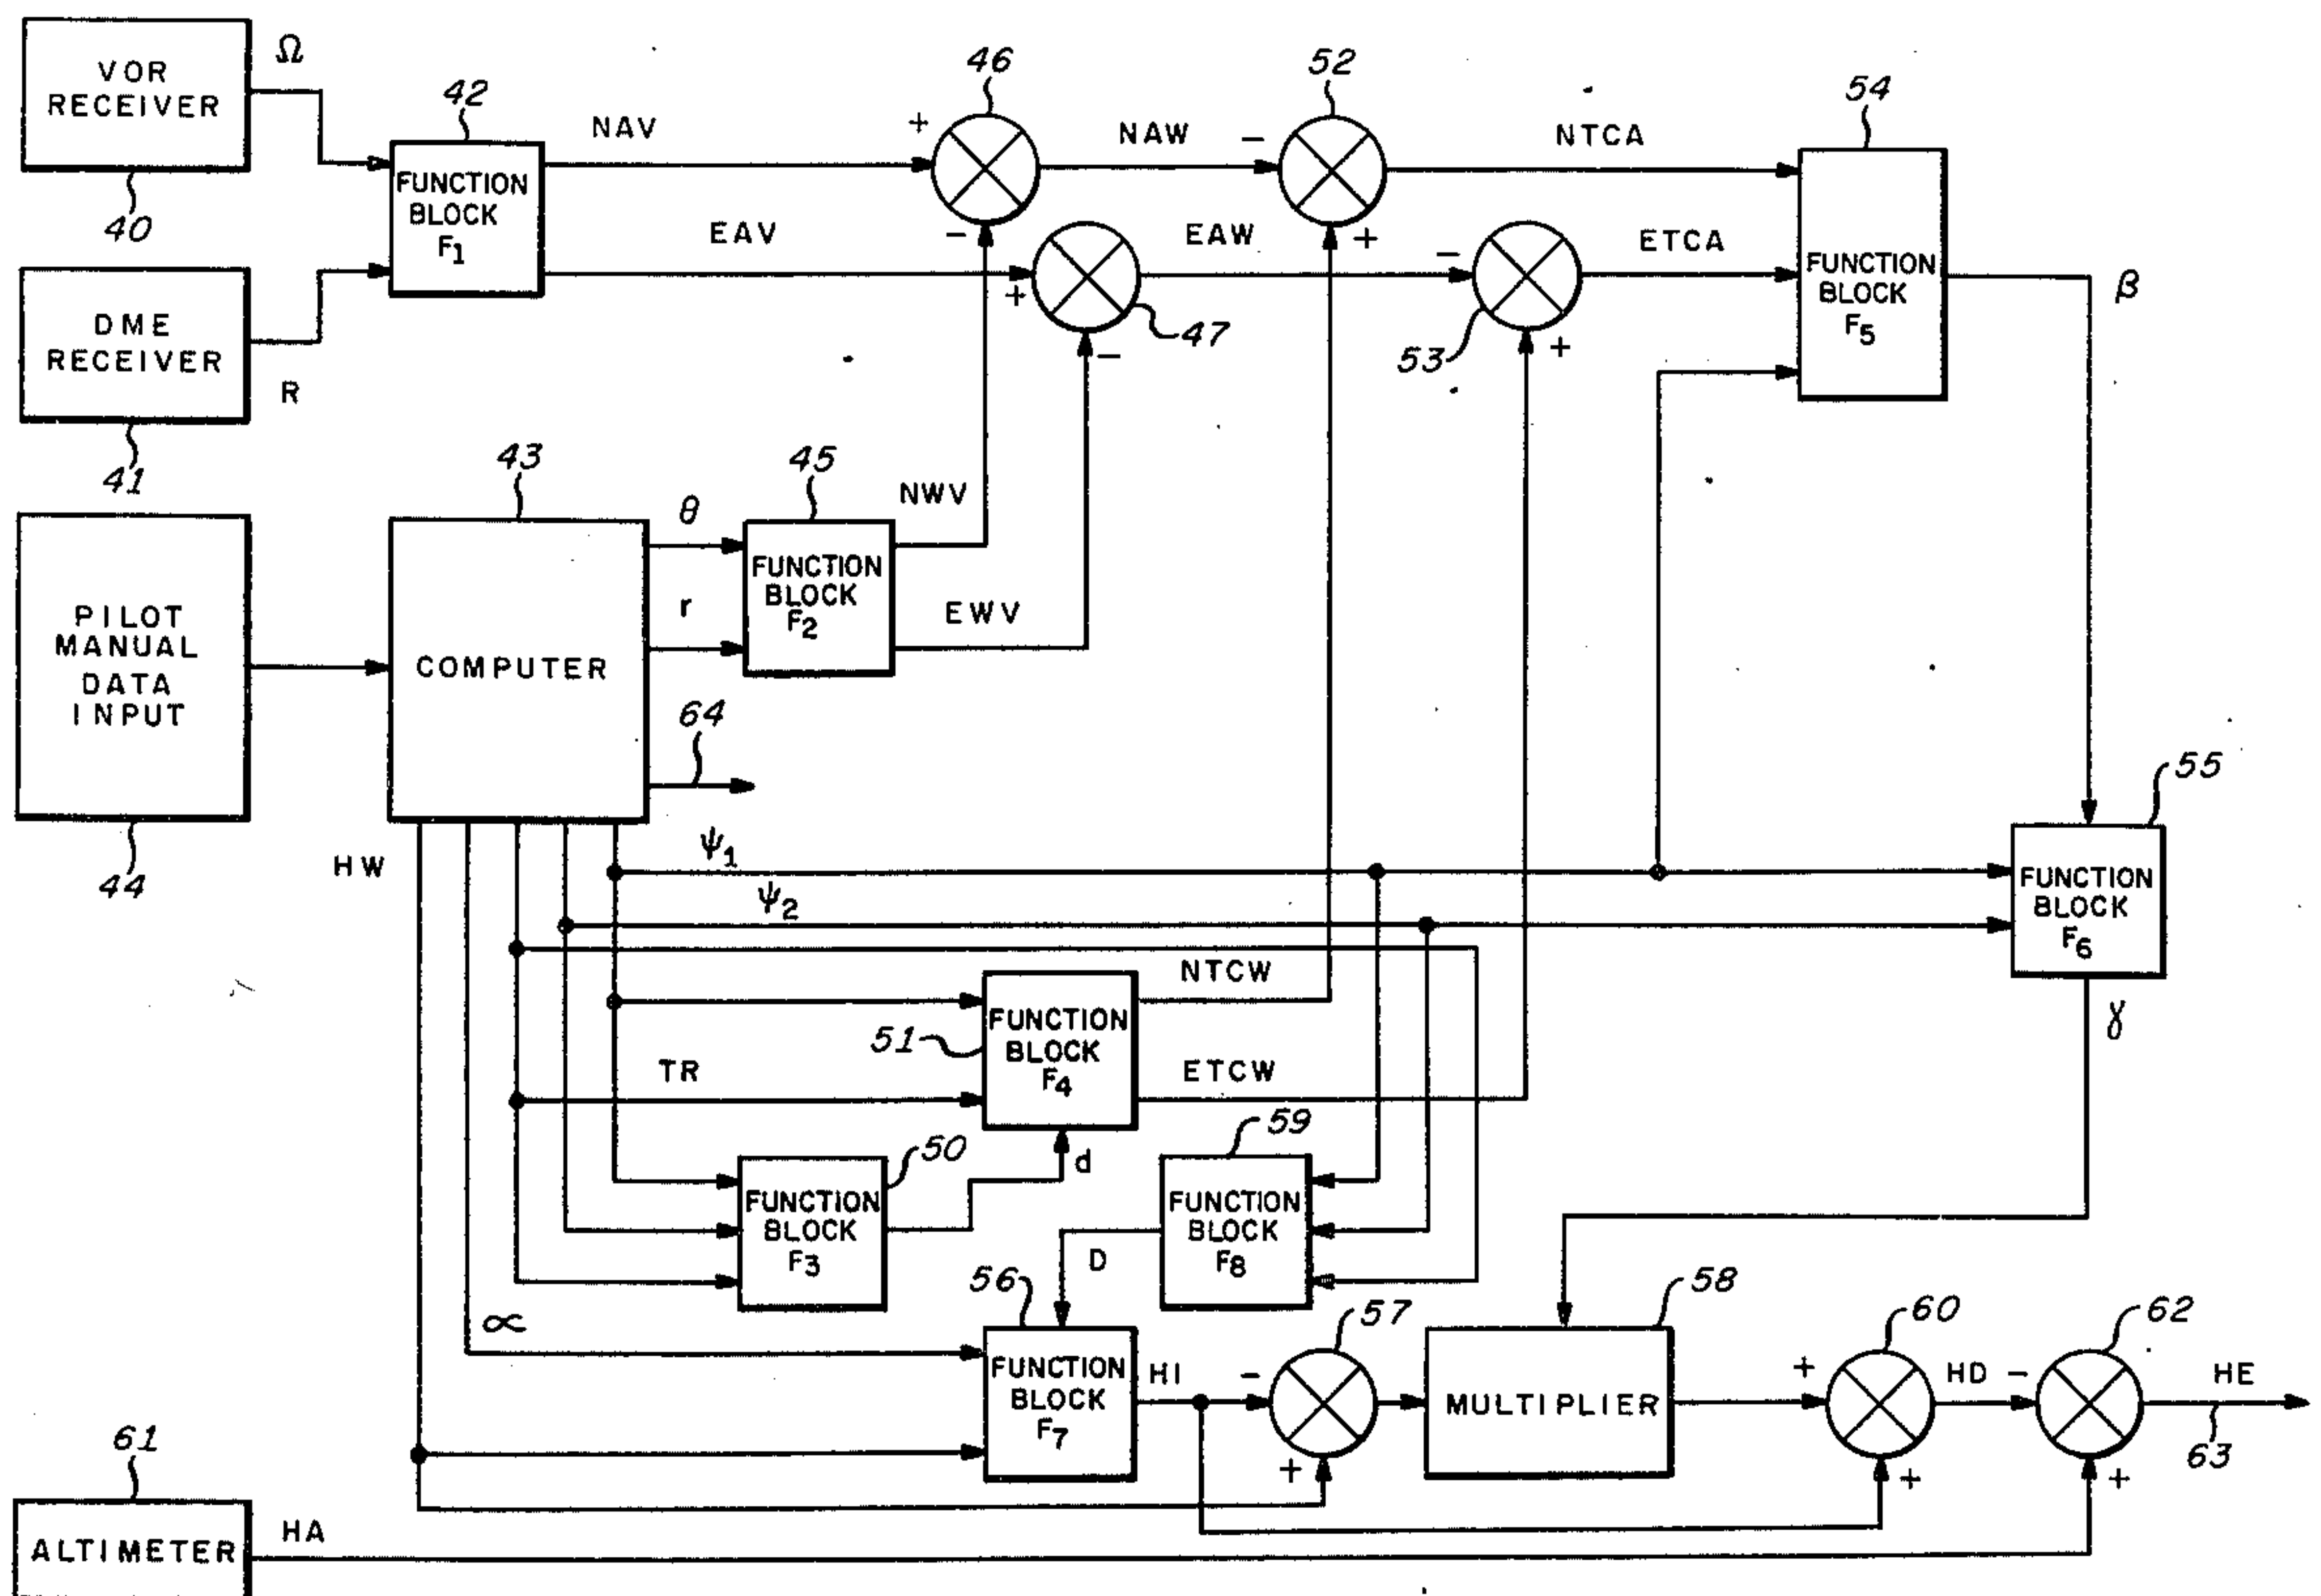 VOR
RECEIVER
40
Ω
DME
RECEIVER
41
R
42
FUNCTION
BLOCK
F1
NAV
EAV
46
+
-
NAW
47
+
-
EAW
52
-
+
NTCA
53
-
+
ETCA
54
FUNCTION
BLOCK
F5
β
PILOT
MANUAL
DATA
INPUT
44
43
COMPUTER
θ
r
45
FUNCTION
BLOCK
F2
NWV
EWV
64
HW
ψ1
ψ2
55
FUNCTION
BLOCK
F6
γ
51
FUNCTION
BLOCK
F4
NTCW
ETCW
TR
50
FUNCTION
BLOCK
F3
d
59
FUNCTION
BLOCK
F8
D
∝
56
FUNCTION
BLOCK
F7
HI
57
-
+
58
MULTIPLIER
60
+
+
HD
62
-
+
HE
63
61
ALTIMETER
HA